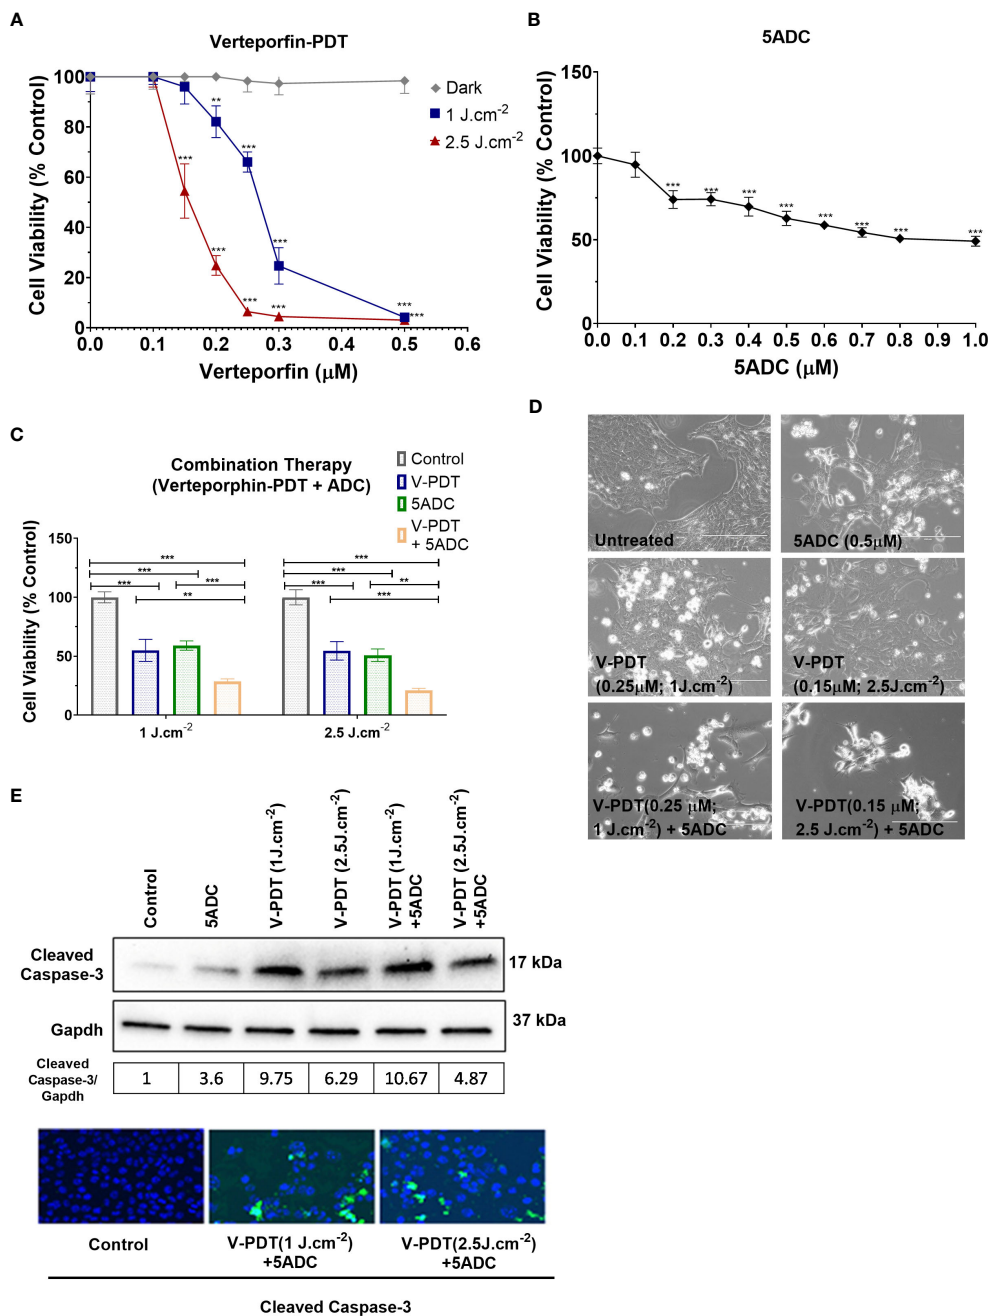 A
Verteporfin-PDT
Cell Viability (% Control)
100
80
60
40
20
0
0.0 0.1 0.2 0.3 0.4 0.5 0.6
Verteporfin (μM)
Dark
1 J.cm-2
2.5 J.cm-2
**
***
***
***
***
***
***
***
***
B
5ADC
Cell Viability (% Control)
150
100
50
0
0.0 0.1 0.2 0.3 0.4 0.5 0.6 0.7 0.8 0.9 1.0
5ADC (μM)
*** *** *** *** *** *** *** ***
C
Combination Therapy
(Verteporphin-PDT + ADC)
Control
V-PDT
5ADC
V-PDT
+ 5ADC
Cell Viability (% Control)
150
100
50
0
*** ***
*** ***
*** *** *** **
** ***
1 J.cm-2 2.5 J.cm-2
D
Untreated
5ADC (0.5μM)
V-PDT
(0.25μM; 1J.cm-2)
V-PDT
(0.15μM; 2.5J.cm-2)
V-PDT(0.25 μM;
1 J.cm-2) + 5ADC
V-PDT(0.15 μM;
2.5 J.cm-2) + 5ADC
E
Control
5ADC
V-PDT (1J.cm-2)
V-PDT (2.5J.cm-2)
V-PDT (1J.cm-2)
+5ADC
V-PDT (2.5J.cm-2)
+5ADC
Cleaved
Caspase-3
17 kDa
Gapdh
37 kDa
Cleaved
Caspase-3/
Gapdh
1 3.6 9.75 6.29 10.67 4.87
Control
V-PDT(1 J.cm-2)
+5ADC
V-PDT(2.5J.cm-2)
+5ADC
Cleaved Caspase-3